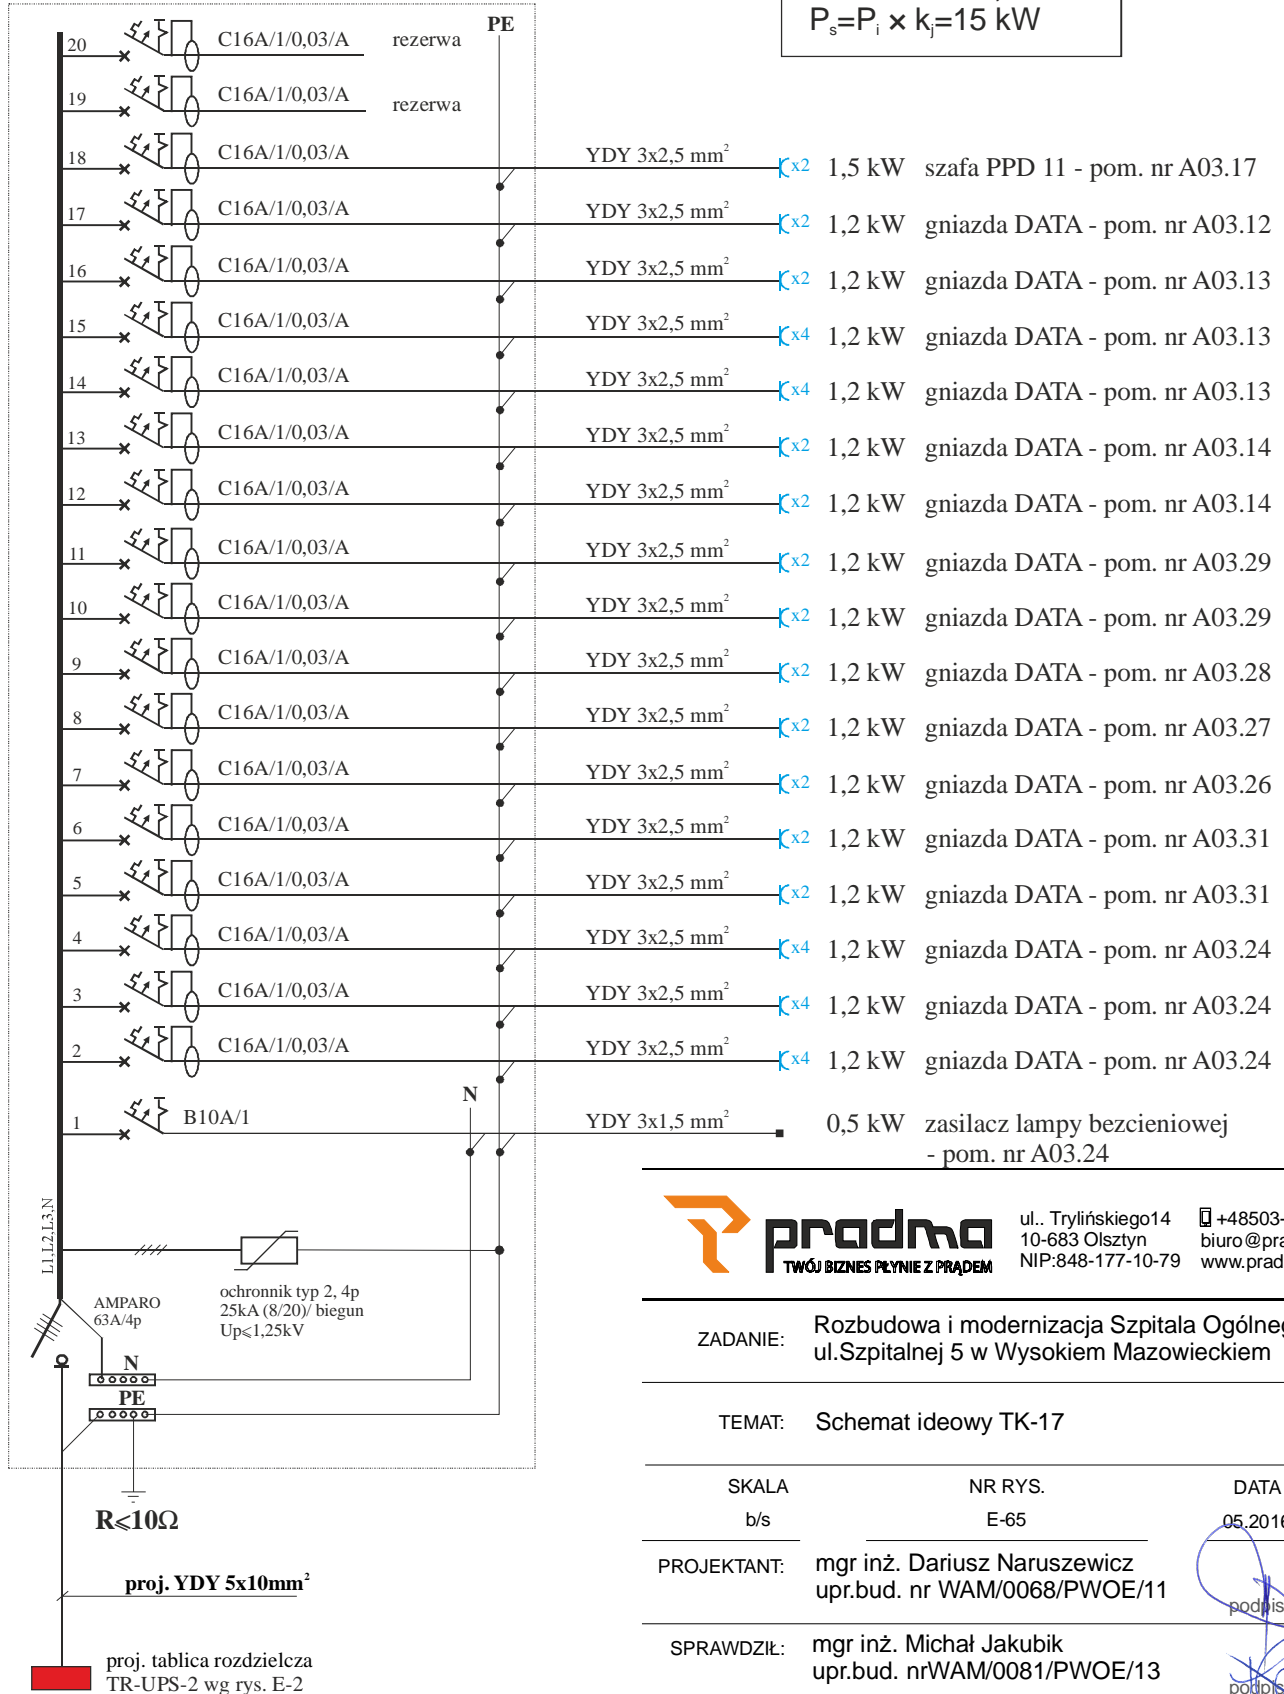 Ps=Pi × kj=15 kW
PE
20 C16A/1/0,03/A rezerwa
19 C16A/1/0,03/A rezerwa
18 C16A/1/0,03/A YDY 3x2,5 mm² x2 1,5 kW szafa PPD 11 - pom. nr A03.17
17 C16A/1/0,03/A YDY 3x2,5 mm² x2 1,2 kW gniazda DATA - pom. nr A03.12
16 C16A/1/0,03/A YDY 3x2,5 mm² x2 1,2 kW gniazda DATA - pom. nr A03.13
15 C16A/1/0,03/A YDY 3x2,5 mm² x4 1,2 kW gniazda DATA - pom. nr A03.13
14 C16A/1/0,03/A YDY 3x2,5 mm² x4 1,2 kW gniazda DATA - pom. nr A03.13
13 C16A/1/0,03/A YDY 3x2,5 mm² x2 1,2 kW gniazda DATA - pom. nr A03.14
12 C16A/1/0,03/A YDY 3x2,5 mm² x2 1,2 kW gniazda DATA - pom. nr A03.14
11 C16A/1/0,03/A YDY 3x2,5 mm² x2 1,2 kW gniazda DATA - pom. nr A03.29
10 C16A/1/0,03/A YDY 3x2,5 mm² x2 1,2 kW gniazda DATA - pom. nr A03.29
9 C16A/1/0,03/A YDY 3x2,5 mm² x2 1,2 kW gniazda DATA - pom. nr A03.28
8 C16A/1/0,03/A YDY 3x2,5 mm² x2 1,2 kW gniazda DATA - pom. nr A03.27
7 C16A/1/0,03/A YDY 3x2,5 mm² x2 1,2 kW gniazda DATA - pom. nr A03.26
6 C16A/1/0,03/A YDY 3x2,5 mm² x2 1,2 kW gniazda DATA - pom. nr A03.31
5 C16A/1/0,03/A YDY 3x2,5 mm² x2 1,2 kW gniazda DATA - pom. nr A03.31
4 C16A/1/0,03/A YDY 3x2,5 mm² x4 1,2 kW gniazda DATA - pom. nr A03.24
3 C16A/1/0,03/A YDY 3x2,5 mm² x4 1,2 kW gniazda DATA - pom. nr A03.24
2 C16A/1/0,03/A YDY 3x2,5 mm² x4 1,2 kW gniazda DATA - pom. nr A03.24
N
1 B10A/1 YDY 3x1,5 mm² 0,5 kW zasilacz lampy bezcieniowej
- pom. nr A03.24
L1,L2,L3,N
ochronnik typ 2, 4p
25kA (8/20)/ biegun
Up⩽1,25kV
AMPARO
63A/4p
N
PE
R⩽10Ω
proj. YDY 5x10mm²
proj. tablica rozdzielcza
TR-UPS-2 wg rys. E-2
pradma
TWÓJ BIZNES PŁYNIE Z PRĄDEM
ul.. Trylińskiego14
10-683 Olsztyn
NIP:848-177-10-79
+48503-
biuro@pra
www.prad
ZADANIE: Rozbudowa i modernizacja Szpitala Ogólneg
ul.Szpitalnej 5 w Wysokiem Mazowieckiem
TEMAT: Schemat ideowy TK-17
SKALA NR RYS. DATA
b/s E-65 05.2016
PROJEKTANT: mgr inż. Dariusz Naruszewicz
upr.bud. nr WAM/0068/PWOE/11
podpis
SPRAWDZIŁ: mgr inż. Michał Jakubik
upr.bud. nrWAM/0081/PWOE/13
podpis